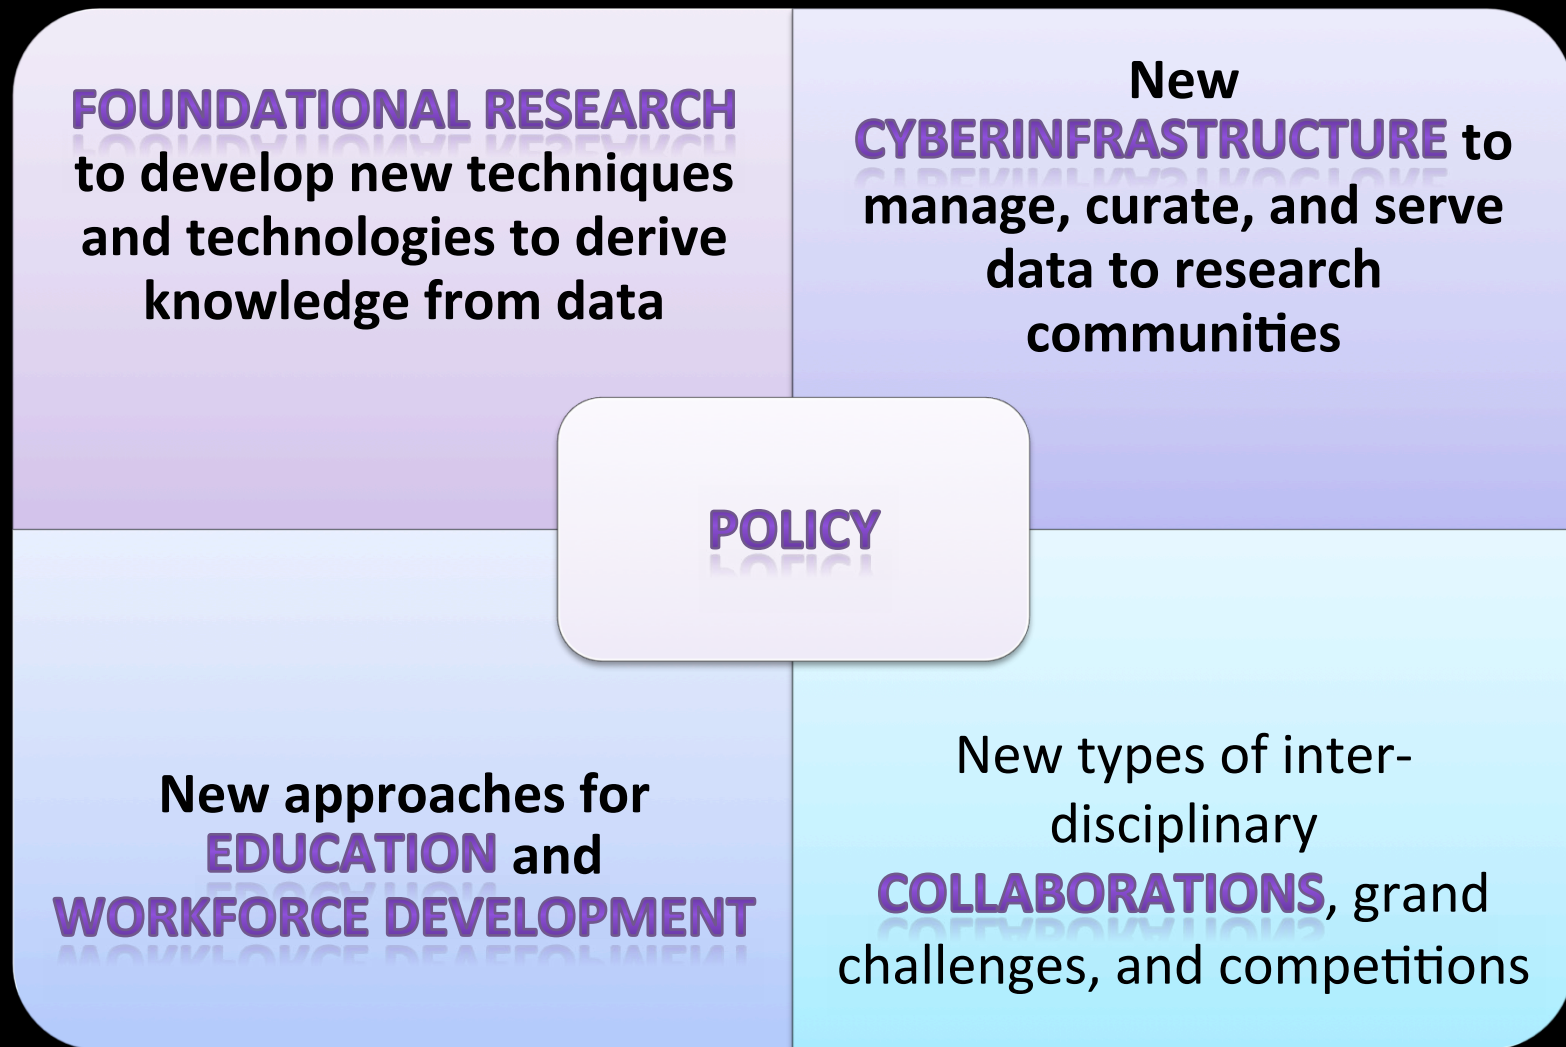 FOUNDATIONAL RESEARCH
to develop new techniques
and technologies to derive
knowledge from data
New
CYBERINFRASTRUCTURE to
manage, curate, and serve
data to research
communities
POLICY
New approaches for
EDUCATION and
WORKFORCE DEVELOPMENT
New types of inter-
disciplinary
COLLABORATIONS, grand
challenges, and competitions